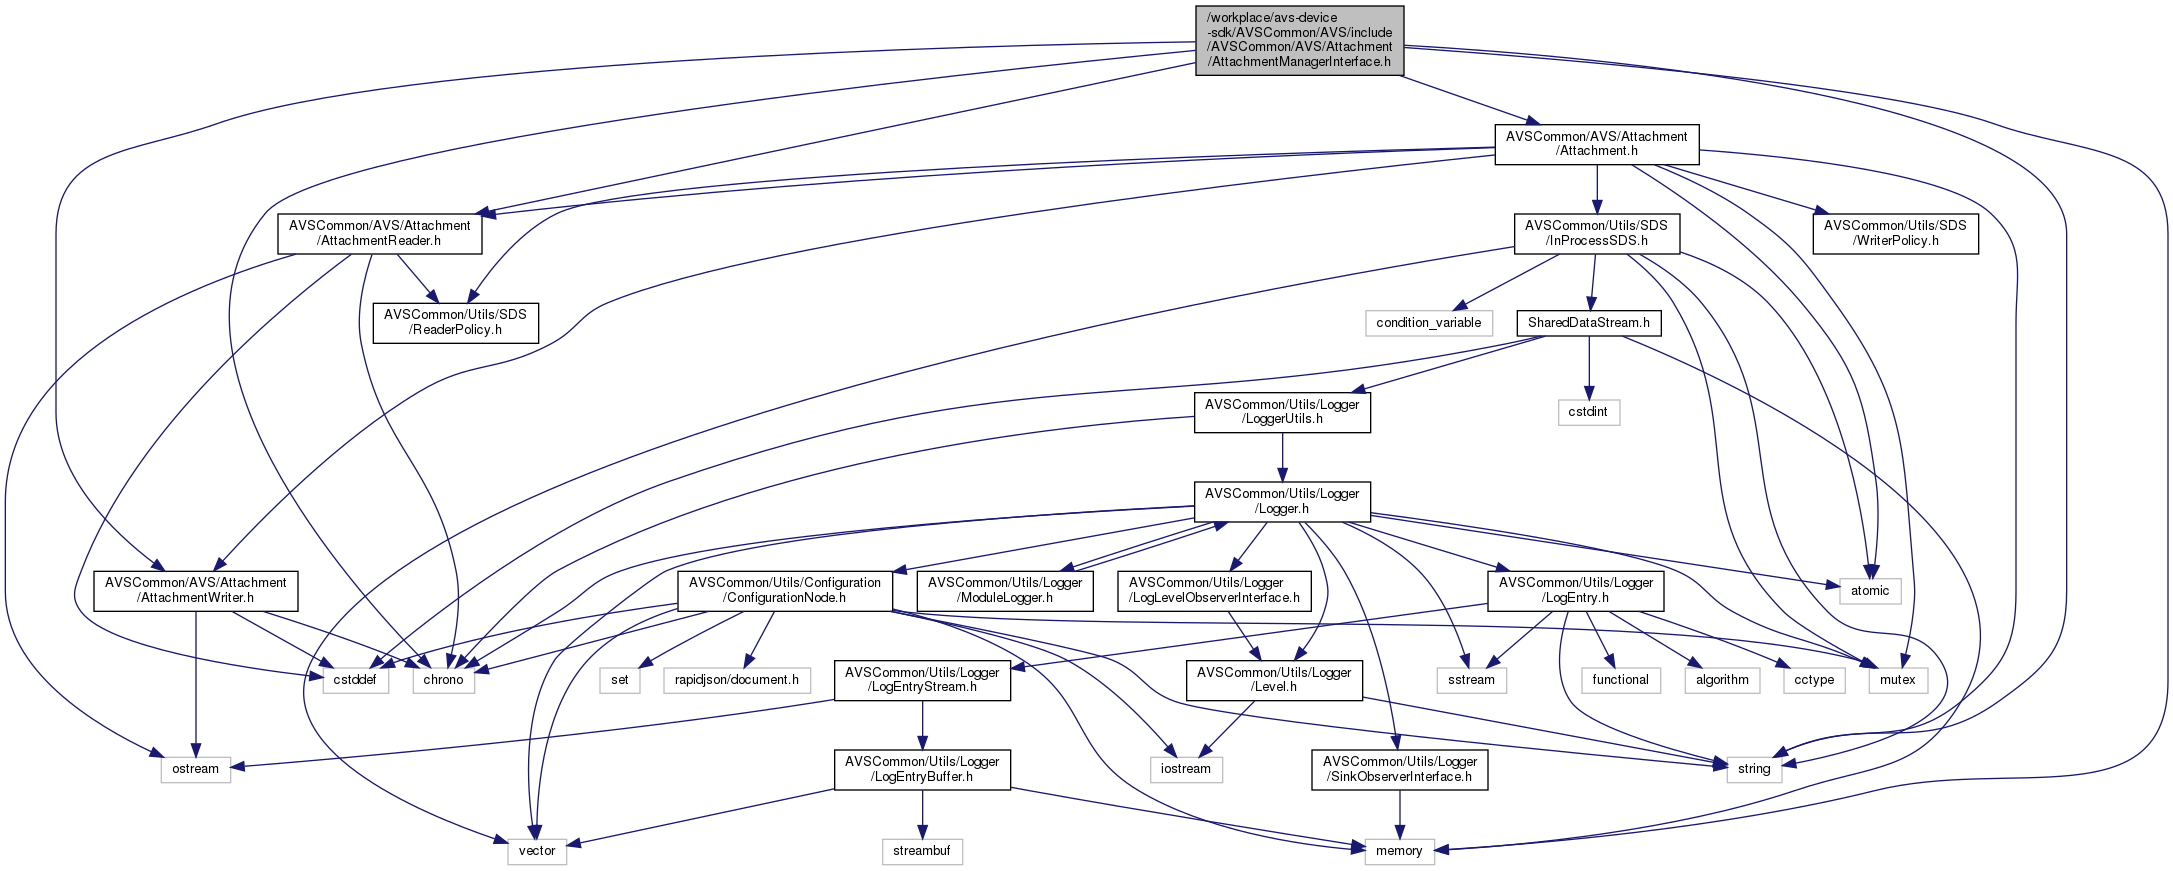 /workplace/avs-device
-sdk/AVSCommon/AVS/include
/AVSCommon/AVS/Attachment
/AttachmentManagerInterface.h
AVSCommon/AVS/Attachment
/Attachment.h
AVSCommon/AVS/Attachment
/AttachmentReader.h
AVSCommon/Utils/SDS
/InProcessSDS.h
AVSCommon/Utils/SDS
/WriterPolicy.h
AVSCommon/Utils/SDS
/ReaderPolicy.h
condition_variable
SharedDataStream.h
AVSCommon/Utils/Logger
/LoggerUtils.h
cstdint
AVSCommon/Utils/Logger
/Logger.h
AVSCommon/AVS/Attachment
/AttachmentWriter.h
AVSCommon/Utils/Configuration
/ConfigurationNode.h
AVSCommon/Utils/Logger
/ModuleLogger.h
AVSCommon/Utils/Logger
/LogLevelObserverInterface.h
AVSCommon/Utils/Logger
/LogEntry.h
atomic
cstddef
chrono
set
rapidjson/document.h
AVSCommon/Utils/Logger
/LogEntryStream.h
AVSCommon/Utils/Logger
/Level.h
sstream
functional
algorithm
cctype
mutex
ostream
AVSCommon/Utils/Logger
/LogEntryBuffer.h
iostream
AVSCommon/Utils/Logger
/SinkObserverInterface.h
string
vector
streambuf
memory